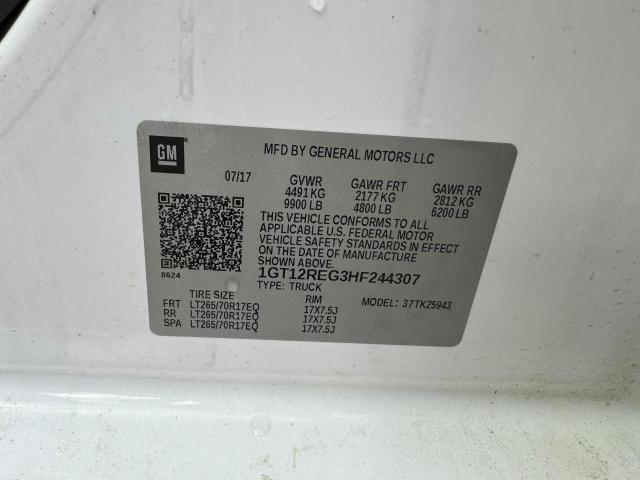 GM
MFD BY GENERAL MOTORS LLC
07/17 GVWR GAWR FRT GAWR RR
4491 KG 2177 KG 2812 KG
9900 LB 4800 LB 6200 LB
THIS VEHICLE CONFORMS TO ALL
APPLICABLE U.S. FEDERAL MOTOR
VEHICLE SAFETY STANDARDS IN EFFECT
ON THE DATE OF MANUFACTURE
SHOWN ABOVE.
8624
1GT12REG3HF244307
TYPE: TRUCK
MODEL: 37TK25943
TIRE SIZE RIM
FRT LT265/70R17EQ 17X7.5J
RR LT265/70R17EQ 17X7.5J
SPA LT265/70R17EQ 17X7.5J